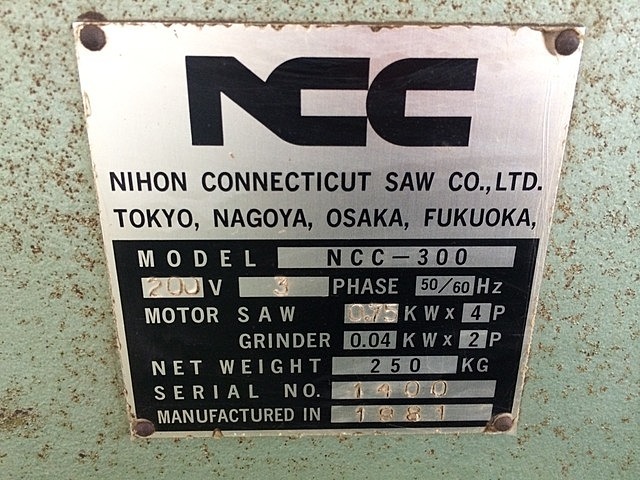 NCC
NIHON CONNECTICUT SAW CO.,LTD.
TOKYO, NAGOYA, OSAKA, FUKUOKA,
MODEL NCC-300
200 V 3 PHASE 50/60 Hz
MOTOR SAW 0.75 KW x 4 P
GRINDER 0.04 KW x 2 P
NET WEIGHT 250 KG
SERIAL NO. 1400
MANUFACTURED IN 1981